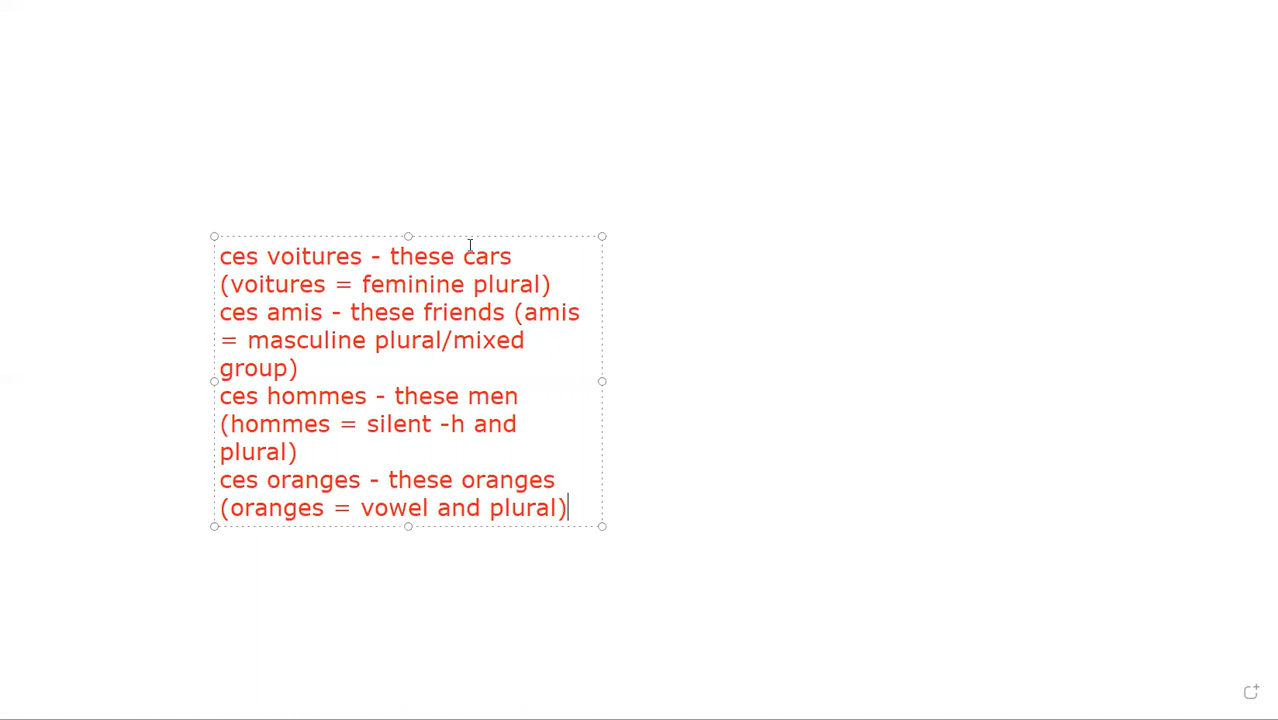 ces voitures - these cars
(voitures = feminine plural)
ces amis - these friends (amis
= masculine plural/mixed
group)
ces hommes - these men
(hommes = silent -h and
plural)
ces oranges - these oranges
(oranges = vowel and plural)